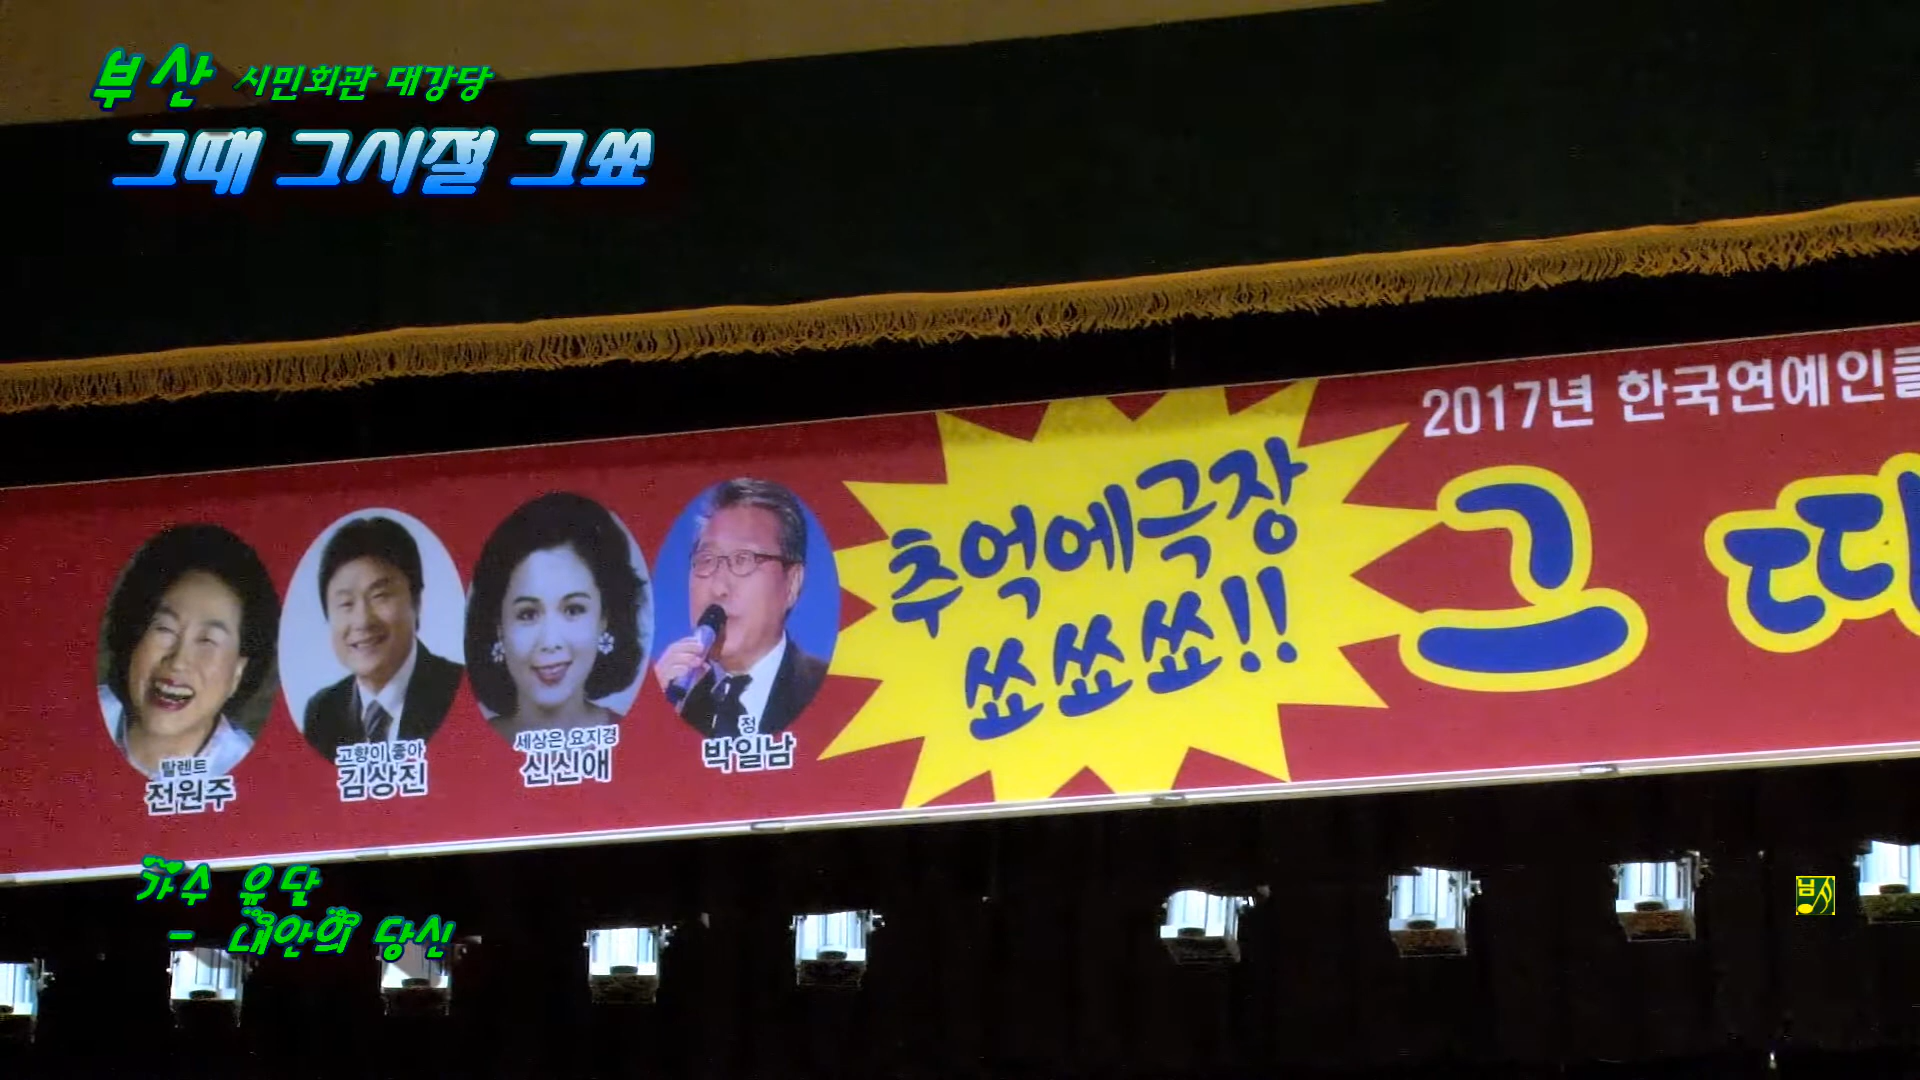 부산 시민회관 대강당
그때 그시절 그쑈
2017년 한국연예인클
추억에극장
쑈쑈쑈!!
그 때
탈렌트
전원주
고향이 좋아
김상진
세상은 요지경
신신애
정
박일남
가수 유단
- 내안의 당신